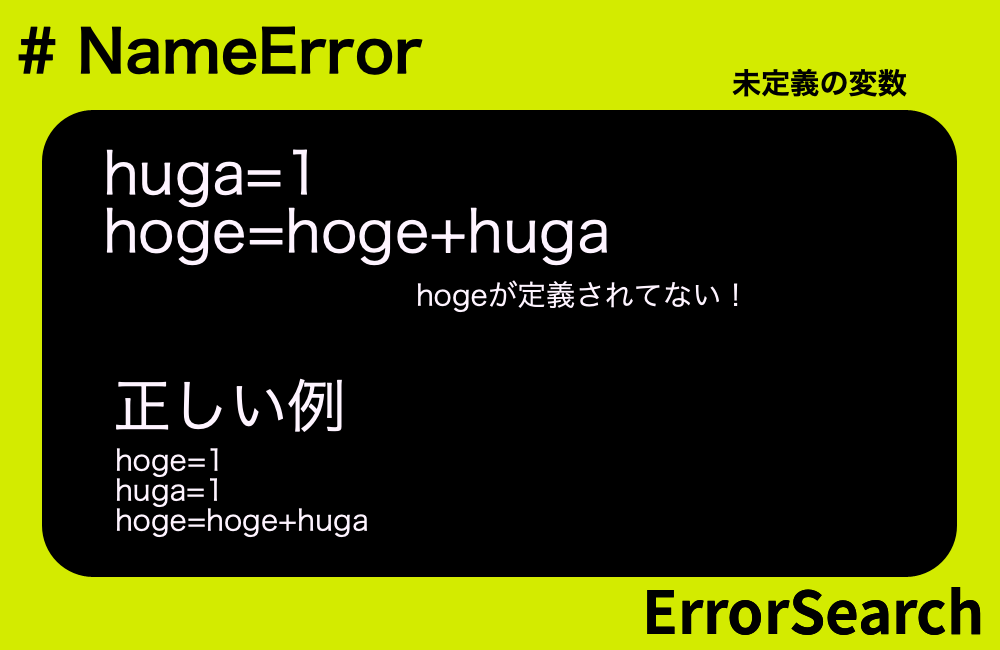 # NameError
未定義の変数
huga=1
hoge=hoge+huga
hogeが定義されてない！
正しい例
hoge=1
huga=1
hoge=hoge+huga
ErrorSearch